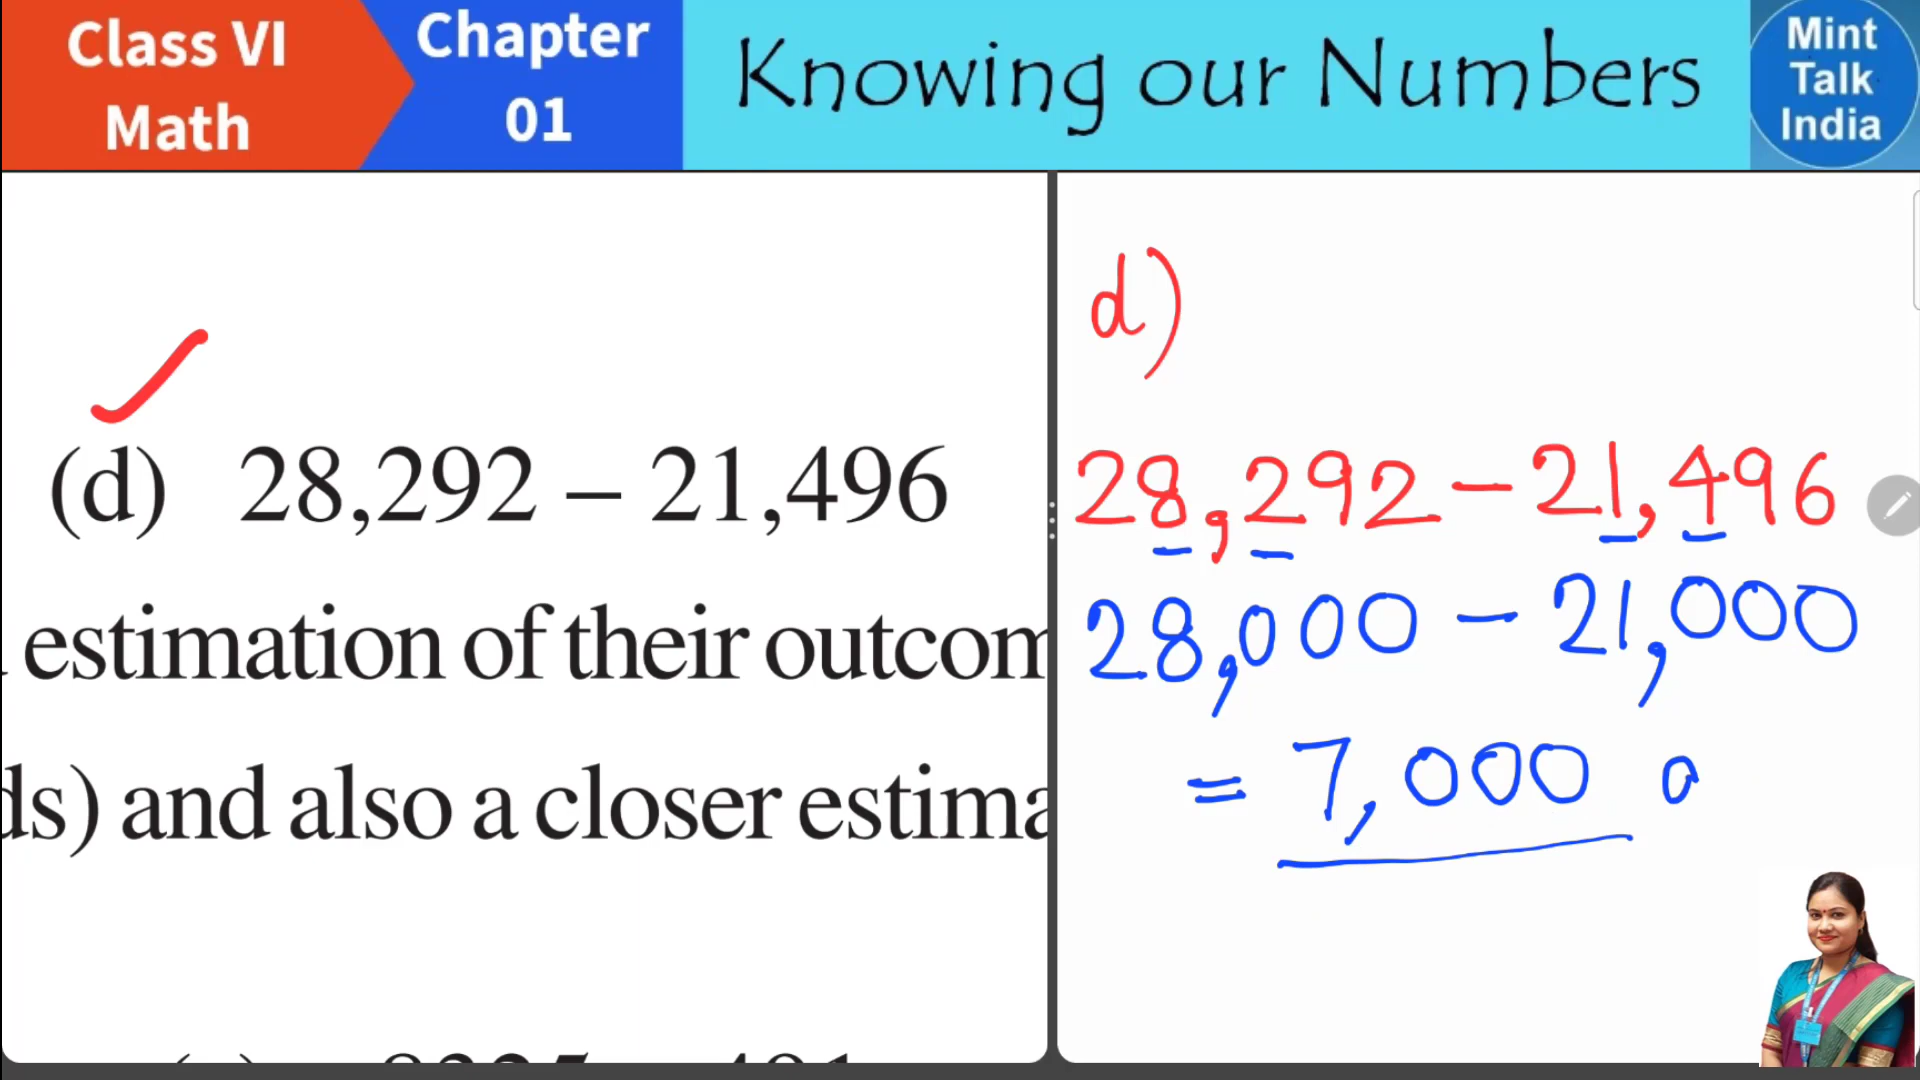 Class VI
Math
Chapter
01
Knowing our Numbers
Mint
Talk
India
(d) 28,292 – 21,496
estimation of their outcom
ds) and also a closer estima
d)
28,292 – 21,496
28,000 – 21,000
= 7,000 a